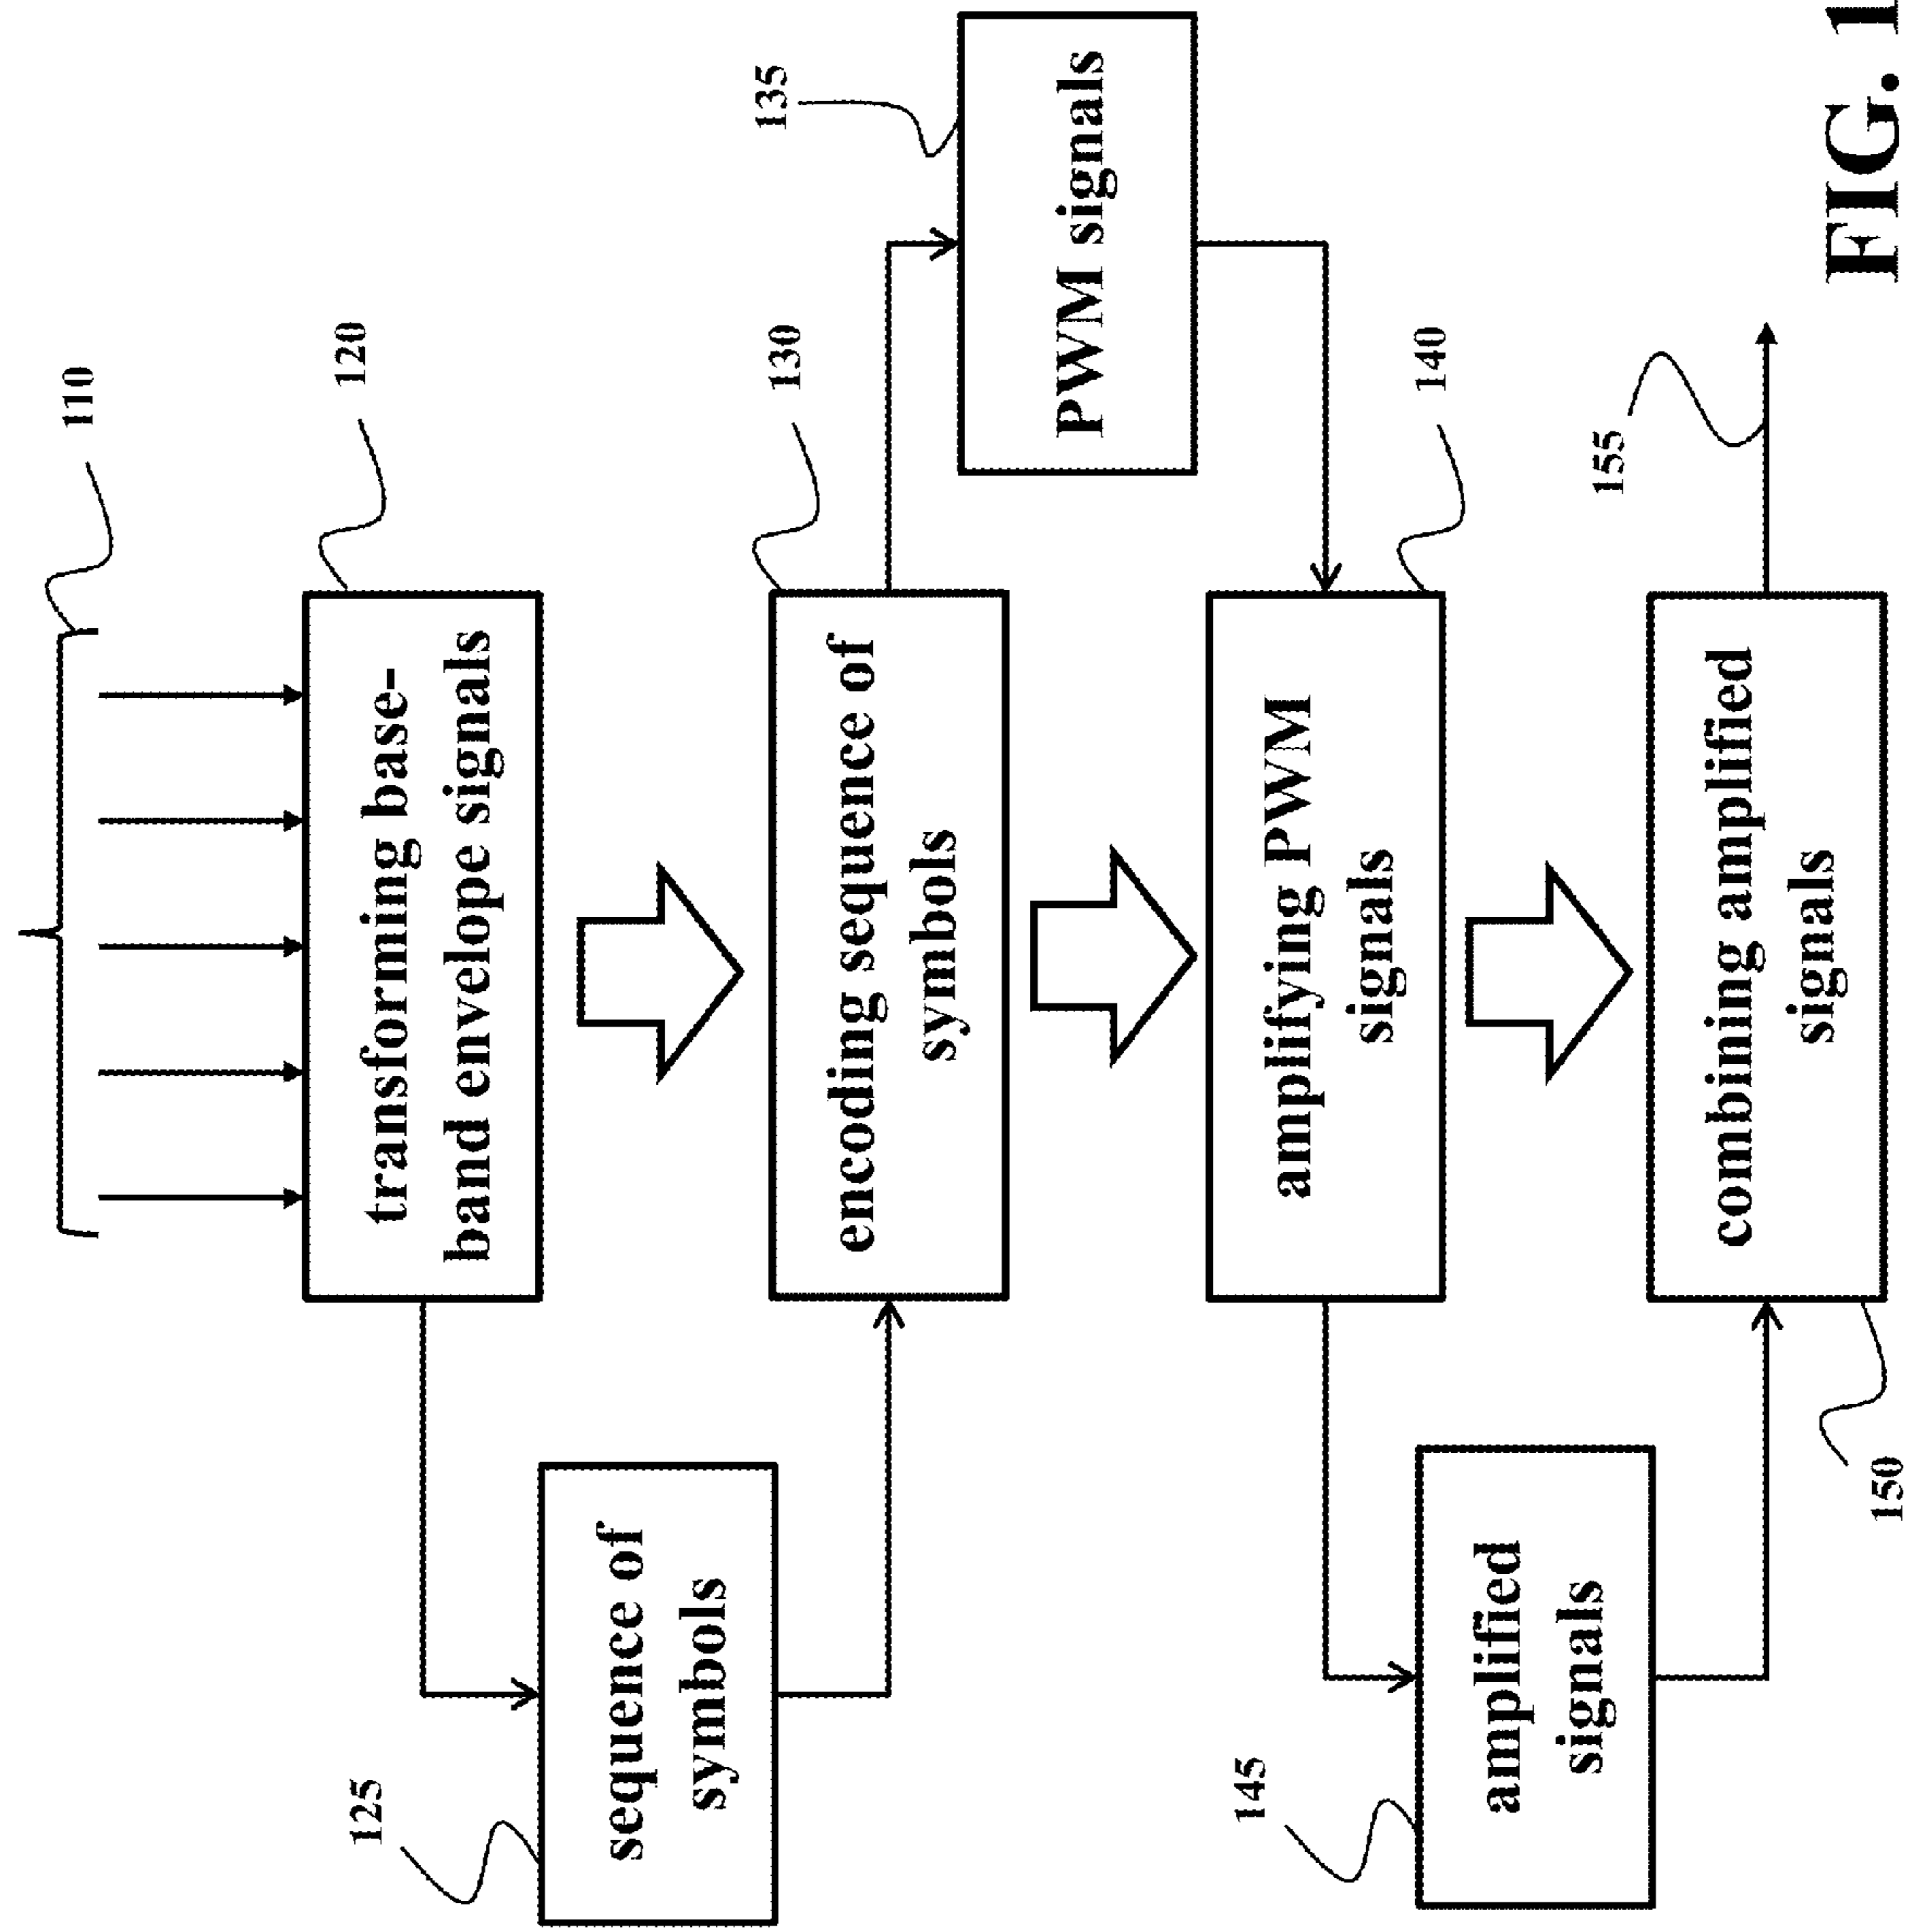 110
120
transforming base-
band envelope signals
125
sequence of
symbols
130
encoding sequence of
symbols
135
PWM signals
140
amplifying PWM
signals
145
amplified
signals
150
combining amplified
signals
155
FIG. 1